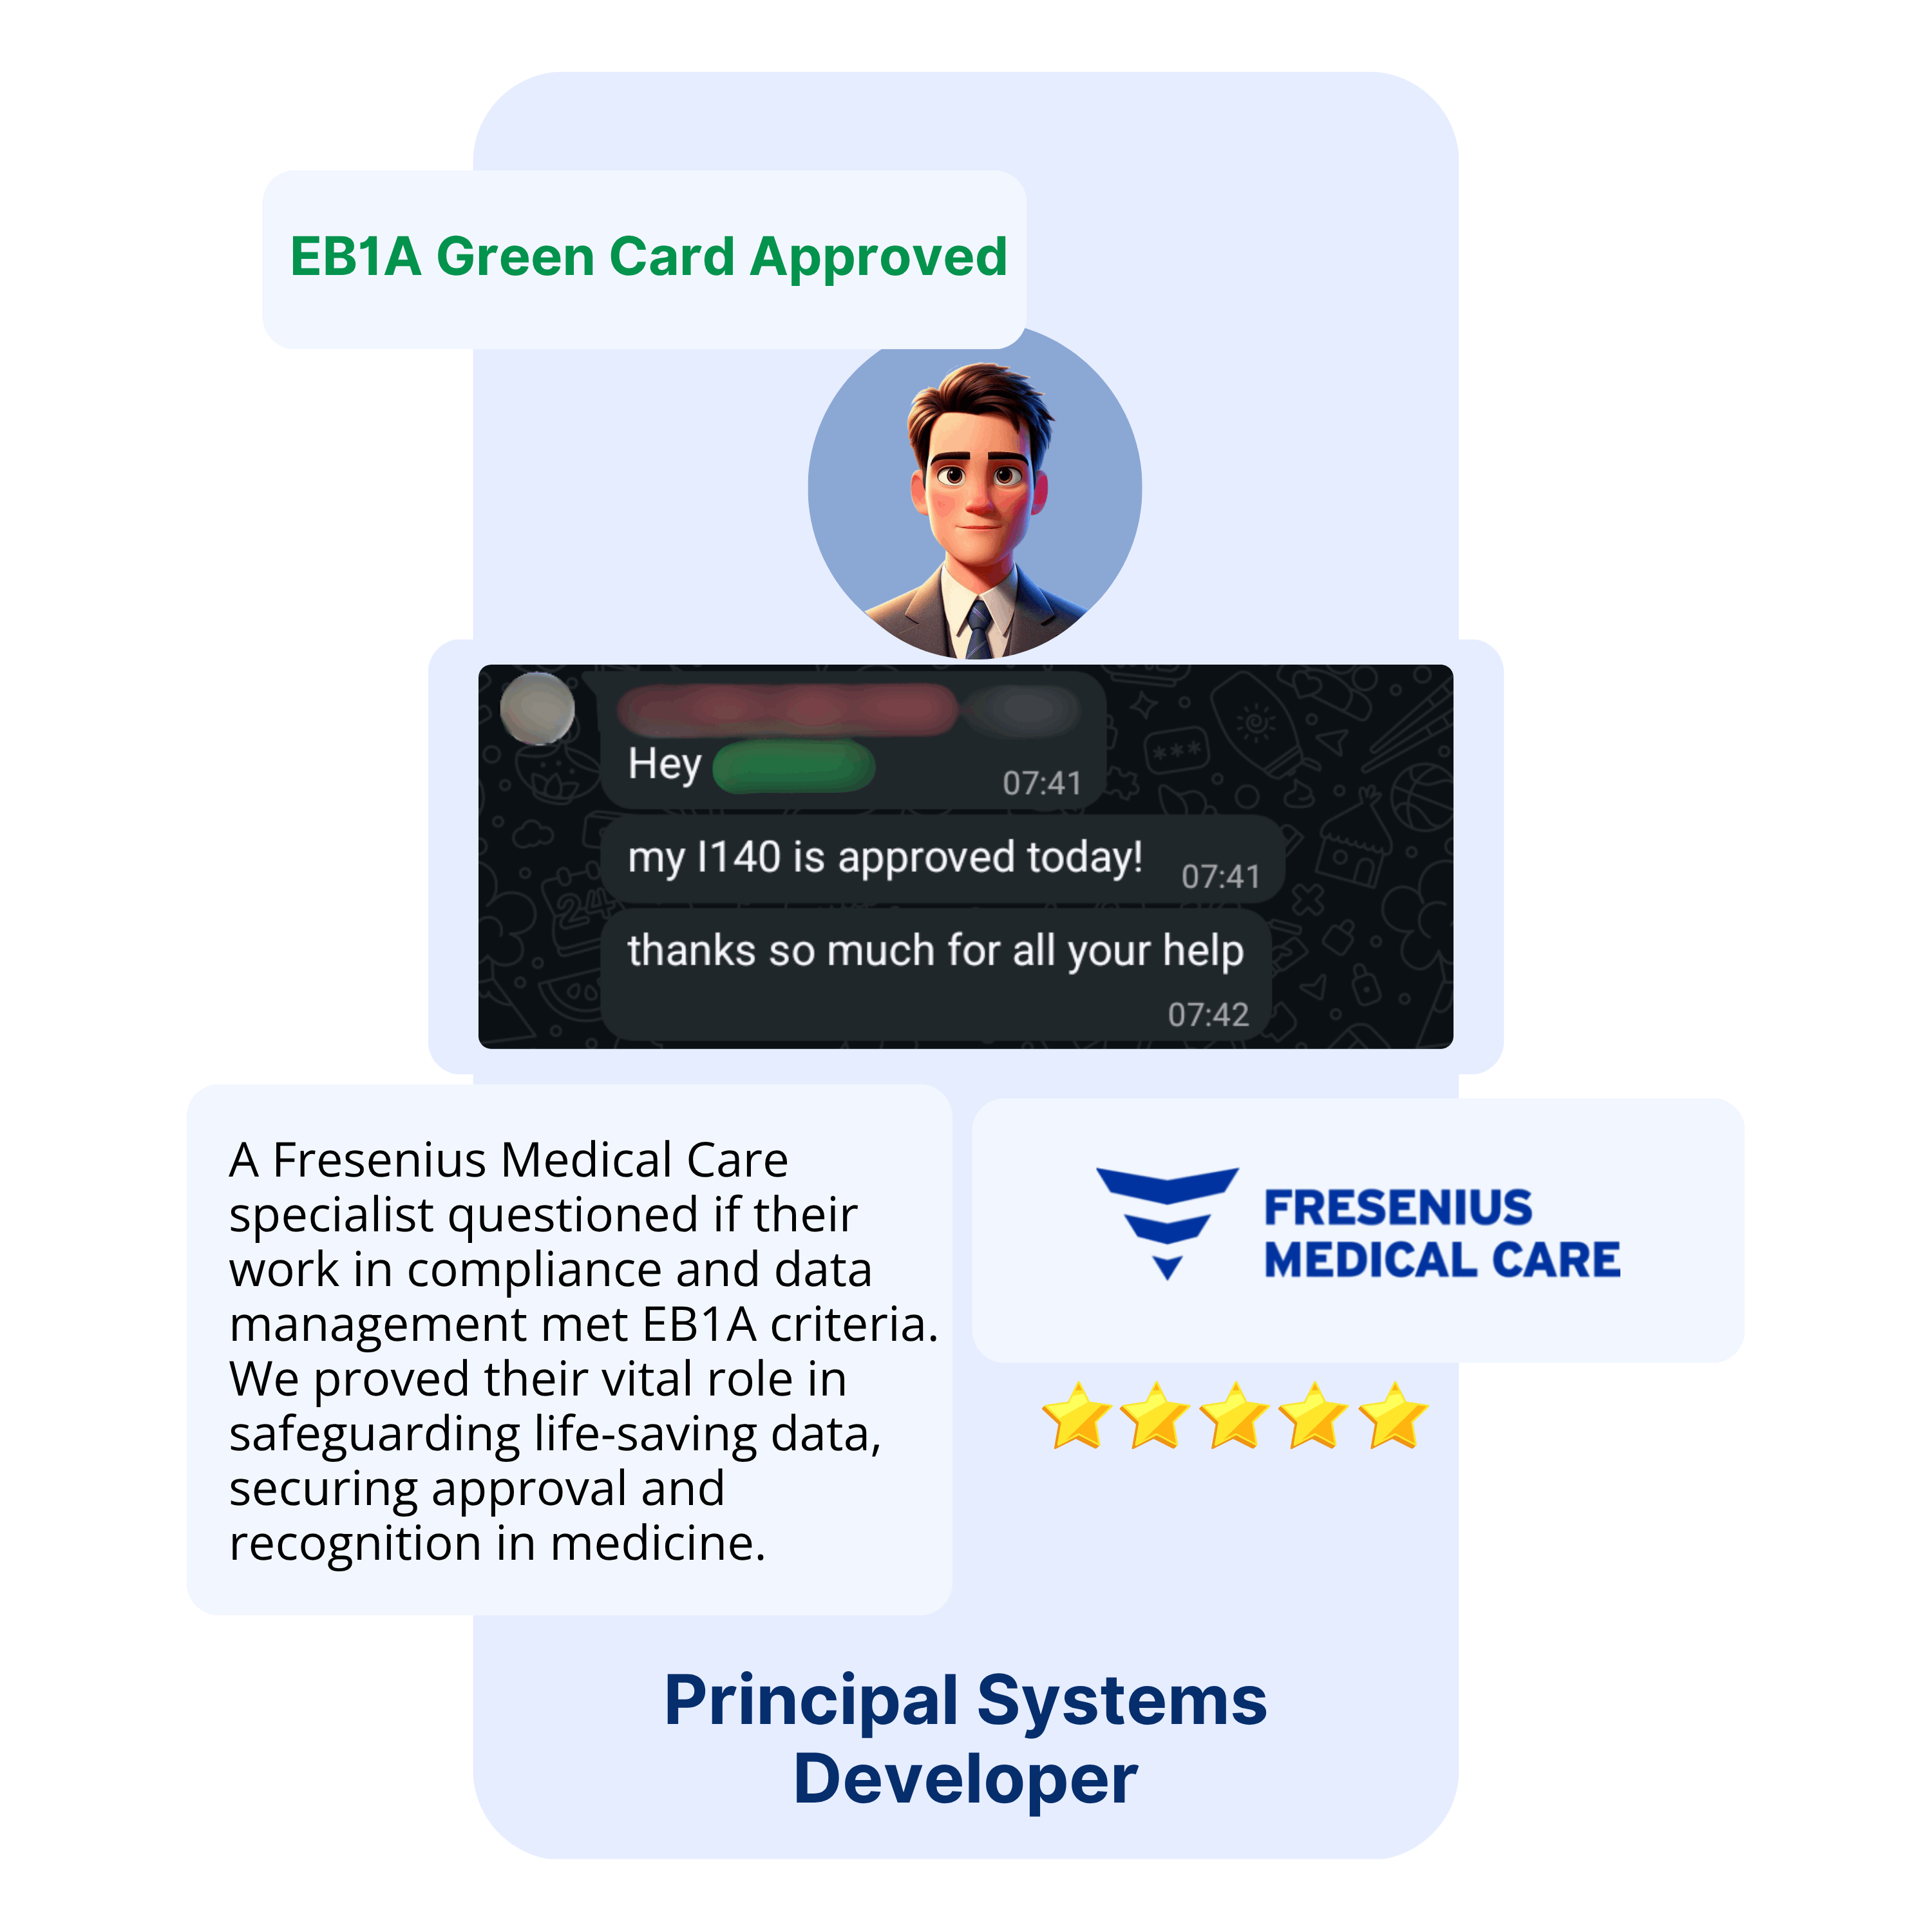 EB1A Green Card Approved
Hey
07:41
my I140 is approved today!
07:41
thanks so much for all your help
07:42
A Fresenius Medical Care
specialist questioned if their
work in compliance and data
management met EB1A criteria.
We proved their vital role in
safeguarding life-saving data,
securing approval and
recognition in medicine.
FRESENIUS
MEDICAL CARE
Principal Systems
Developer